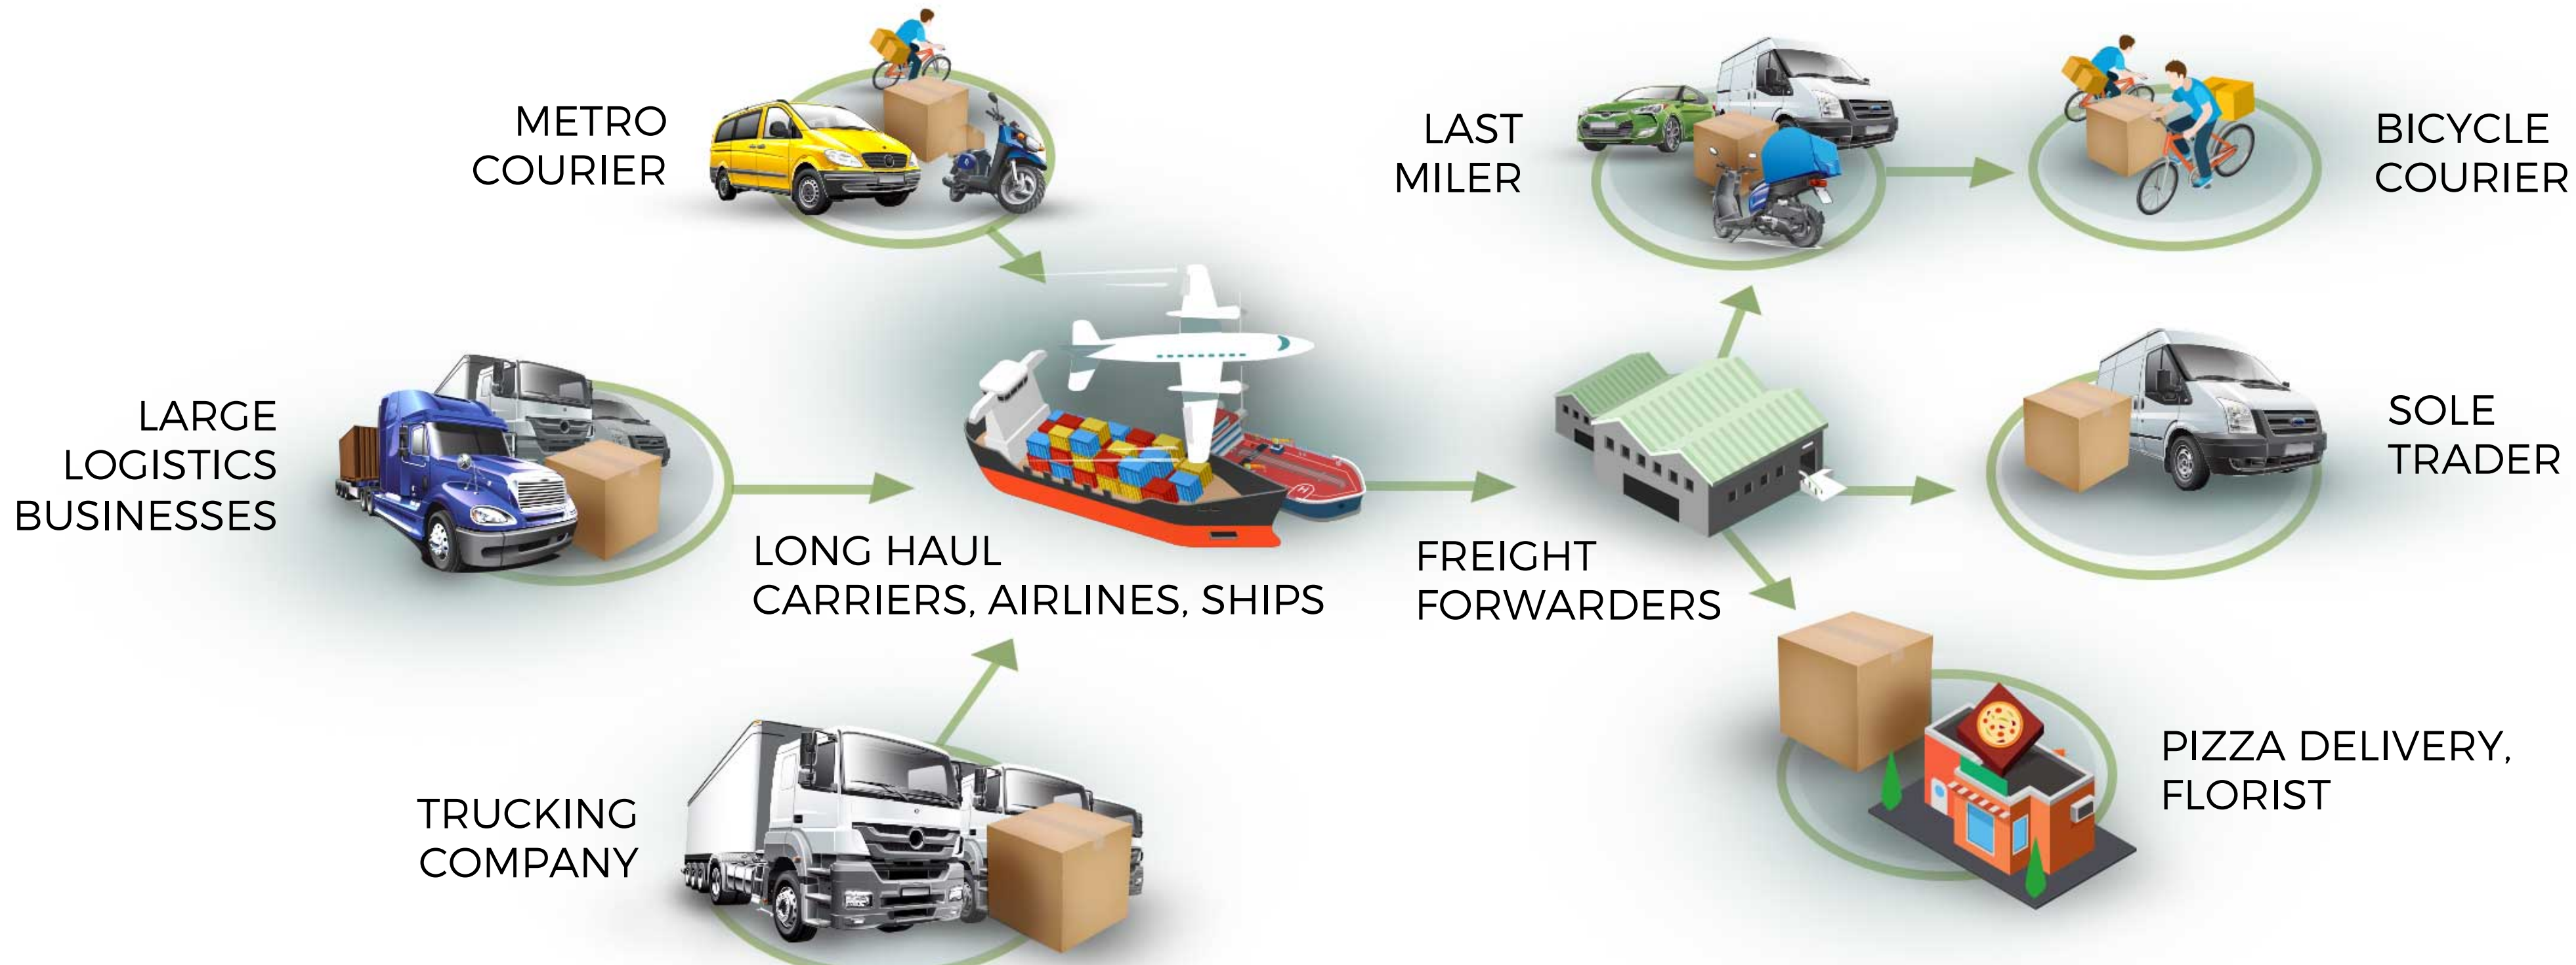 METRO
COURIER
LAST
MILER
BICYCLE
COURIER
LARGE
LOGISTICS
BUSINESSES
SOLE
TRADER
LONG HAUL
CARRIERS, AIRLINES, SHIPS
FREIGHT
FORWARDERS
TRUCKING
COMPANY
PIZZA DELIVERY,
FLORIST
H